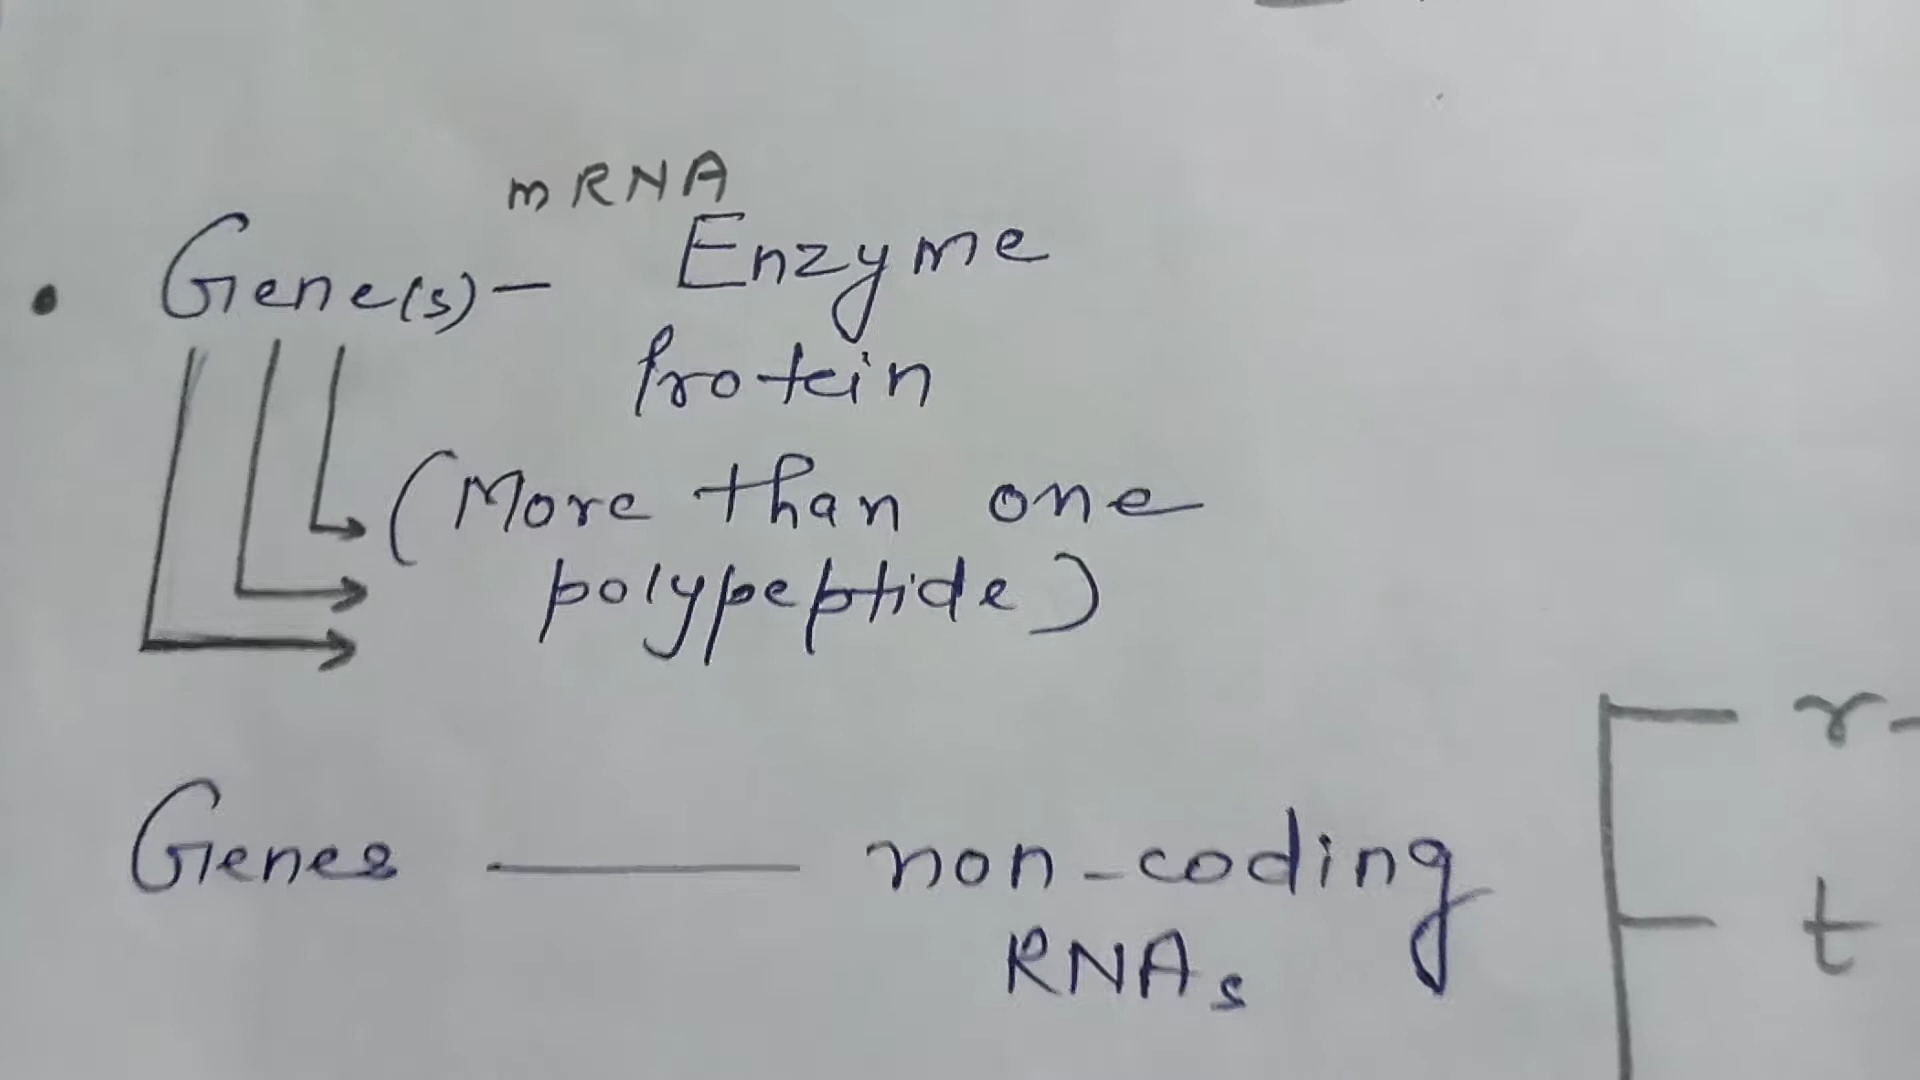 mRNA
• Gene(s) - Enzyme
Protein
(More than one
polypeptide)
r-
Genes — non-coding
t
RNAs